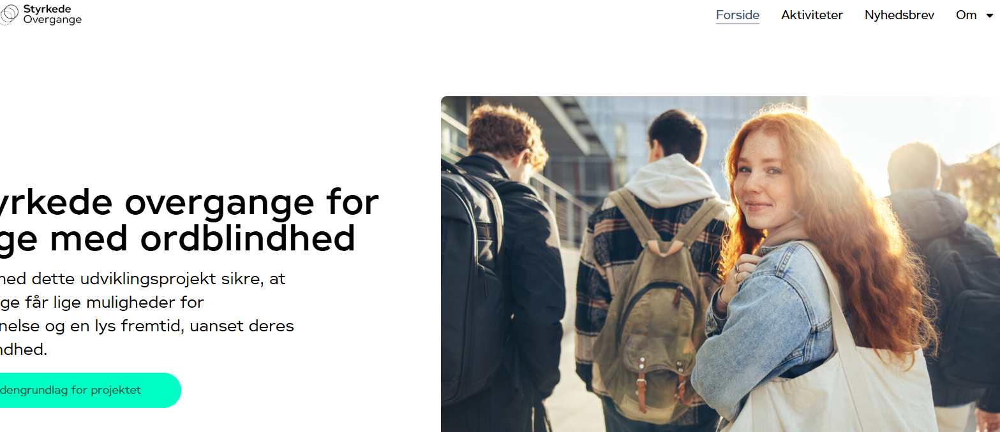 Styrkede
Overgange
Forside
Aktiviteter
Nyhedsbrev
Om
yrkede overgange for
ge med ordblindhed
ned dette udviklingsprojekt sikre, at
ge får lige muligheder for
nelse og en lys fremtid, uanset deres
ndhed.
dengrundlag for projektet